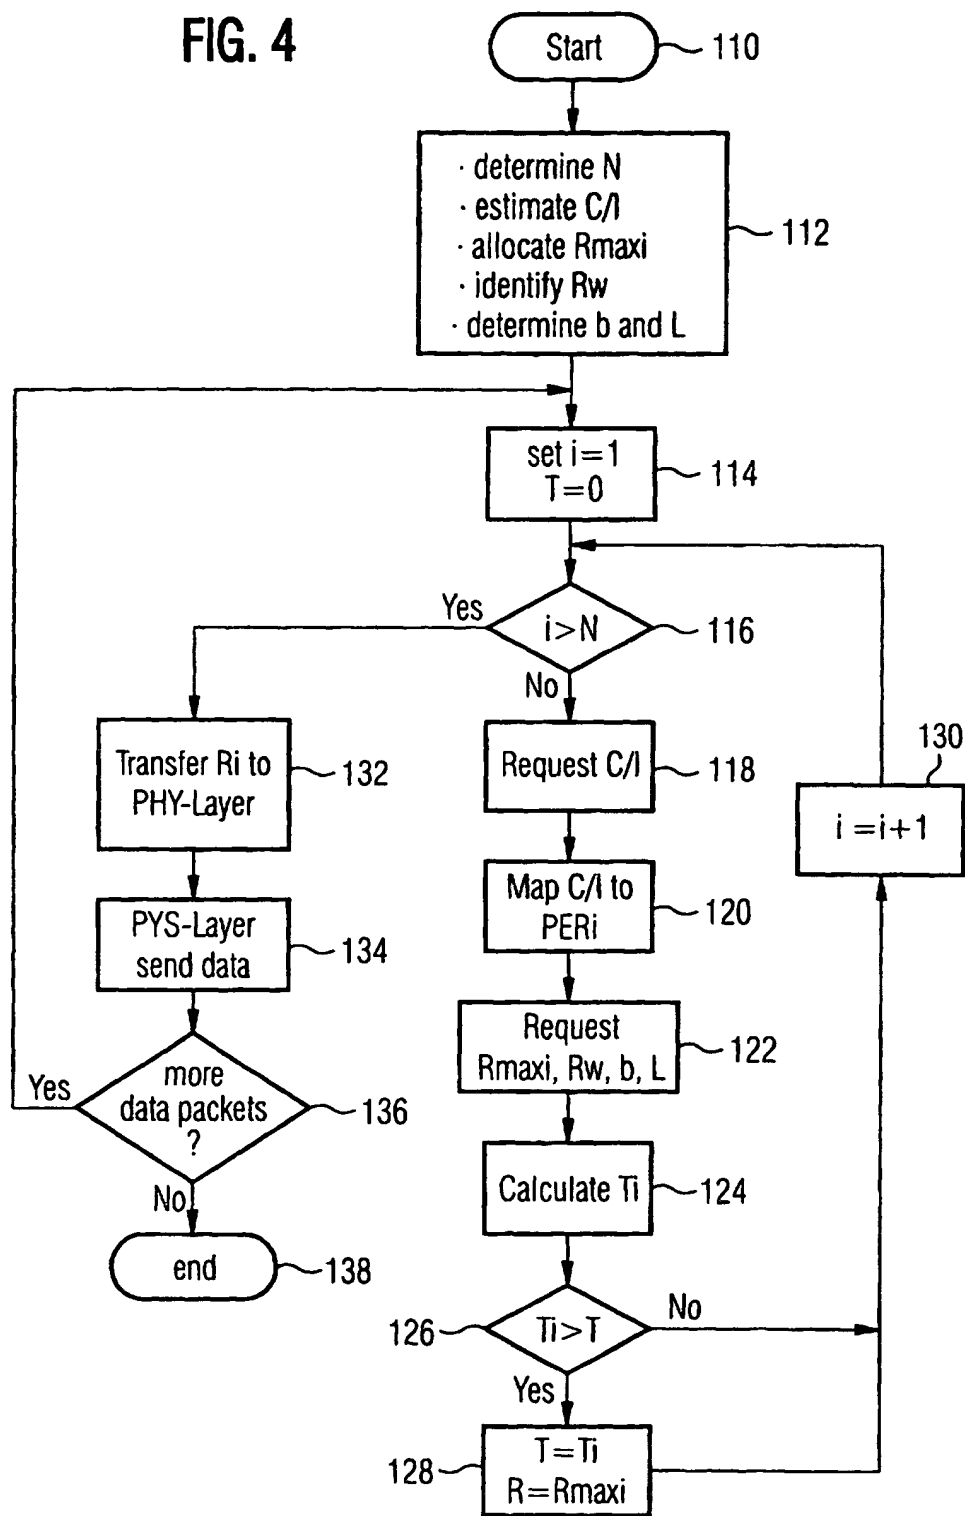 FIG. 4
Start
110
· determine N
· estimate C/I
· allocate Rmaxi
· identify Rw
· determine b and L
112
set i=1
T=0
114
i>N
116
Yes
No
Request C/I
118
Map C/I to
PERi
120
Request
Rmaxi, Rw, b, L
122
Calculate Ti
124
Ti>T
126
No
Yes
T=Ti
R=Rmaxi
128
130
i=i+1
Transfer Ri to
PHY-Layer
132
PYS-Layer
send data
134
more
data packets
?
136
Yes
No
end
138